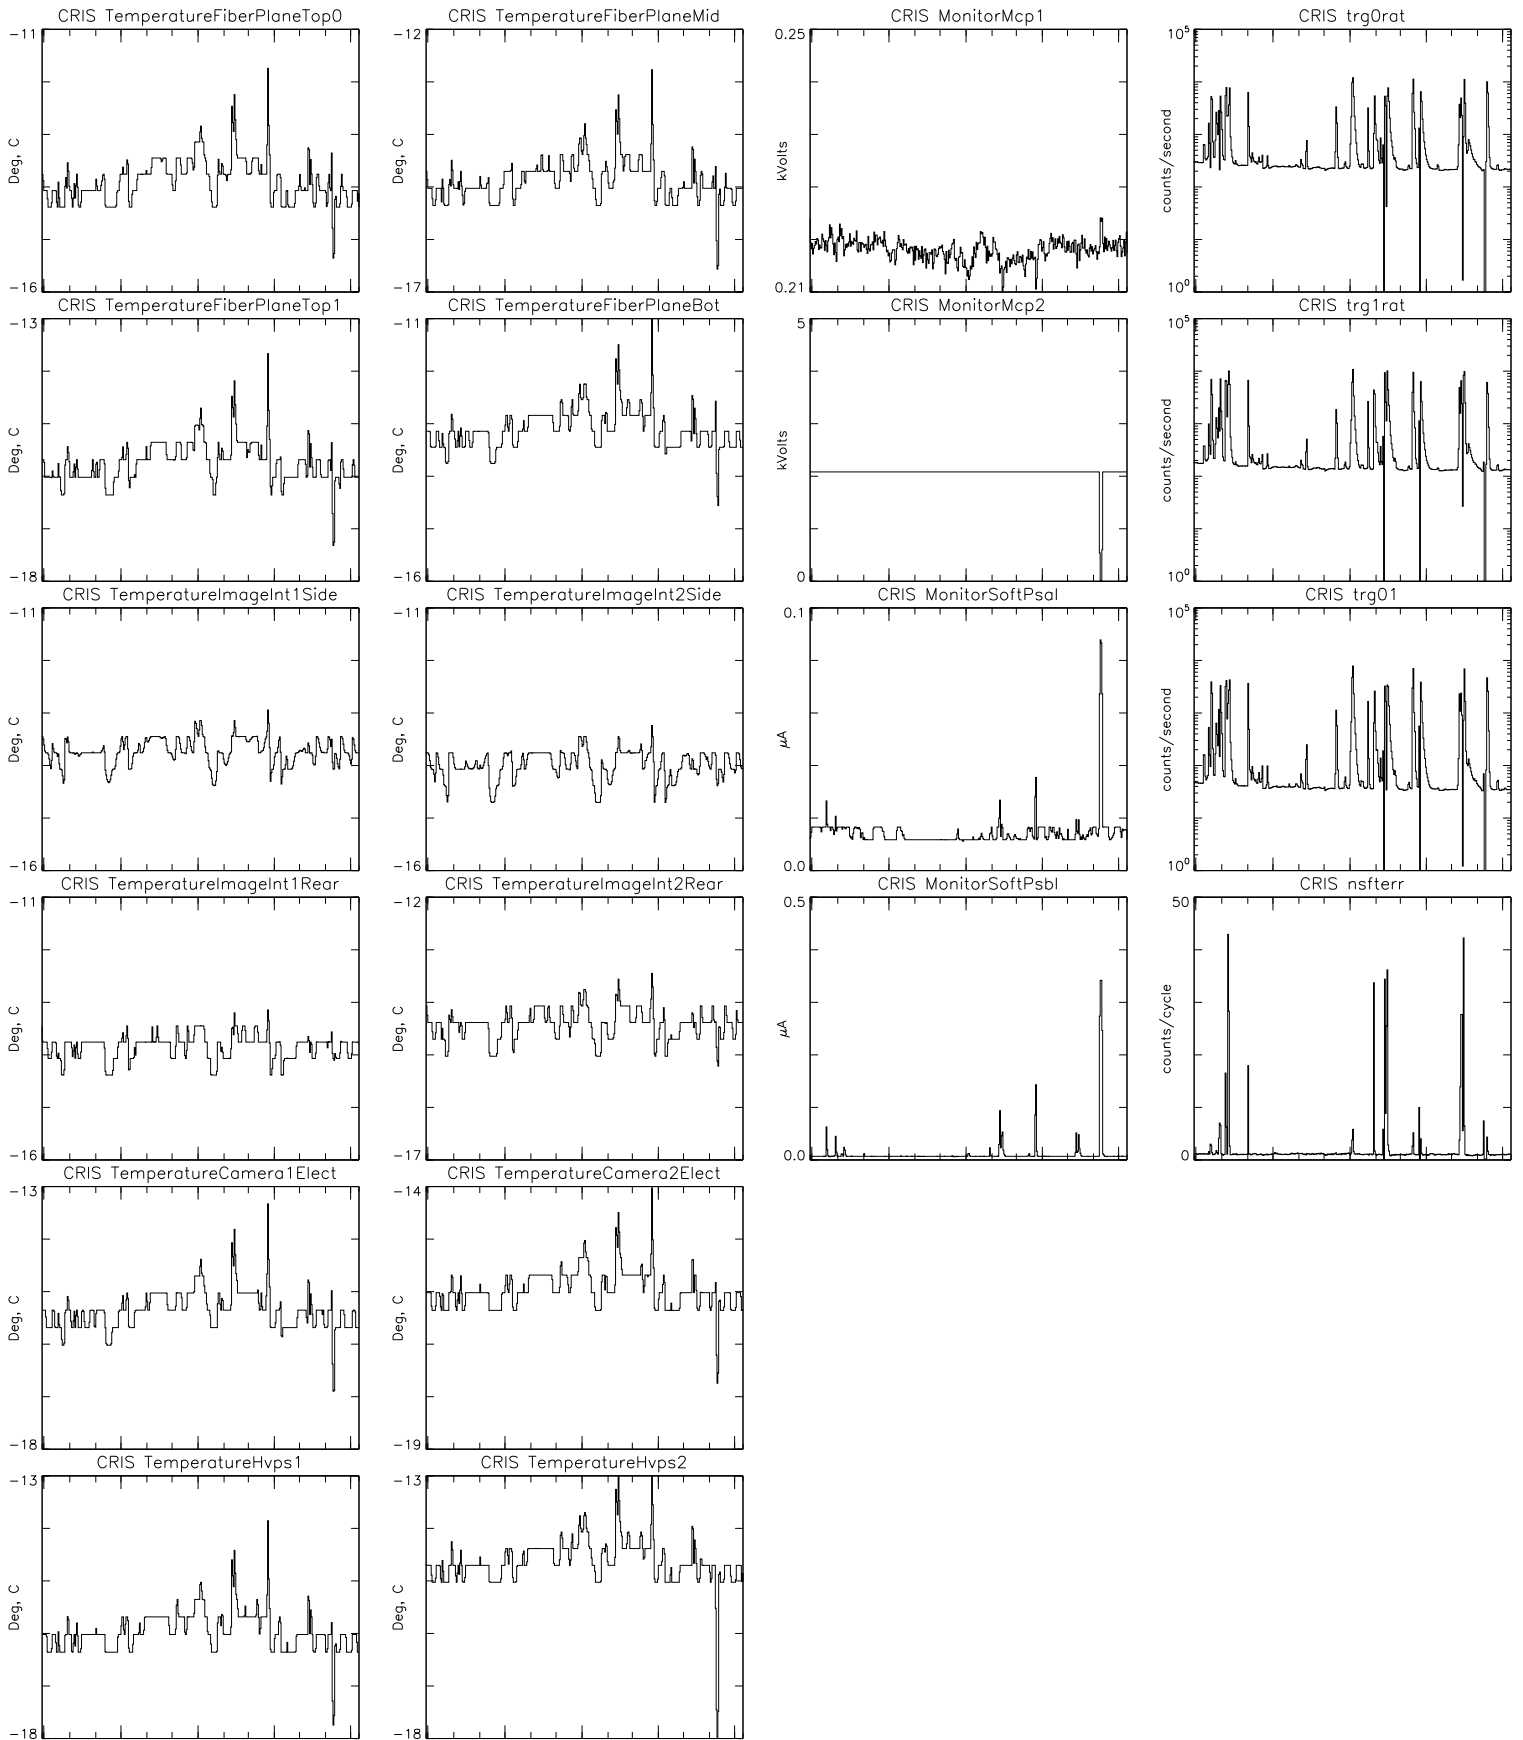 CRIS TemperatureFiberPlaneTop0
-11
Deg, C
-16
CRIS TemperatureFiberPlaneMid
-12
Deg, C
-17
CRIS MonitorMcp1
0.25
kVolts
0.21
CRIS trg0rat
10^5
counts/second
10^0
CRIS TemperatureFiberPlaneTop1
-13
Deg, C
-18
CRIS TemperatureFiberPlaneBot
-11
Deg, C
-16
CRIS MonitorMcp2
5
kVolts
0
CRIS trg1rat
10^5
counts/second
10^0
CRIS TemperatureImageInt1Side
-11
Deg, C
-16
CRIS TemperatureImageInt2Side
-11
Deg, C
-16
CRIS MonitorSoftPsaI
0.1
μA
0.0
CRIS trg01
10^5
counts/second
10^0
CRIS TemperatureImageInt1Rear
-11
Deg, C
-16
CRIS TemperatureImageInt2Rear
-12
Deg, C
-17
CRIS MonitorSoftPsbI
0.5
μA
0.0
CRIS nsfterr
50
counts/cycle
0
CRIS TemperatureCamera1Elect
-13
Deg, C
-18
CRIS TemperatureCamera2Elect
-14
Deg, C
-19
CRIS TemperatureHvps1
-13
Deg, C
-18
CRIS TemperatureHvps2
-13
Deg, C
-18